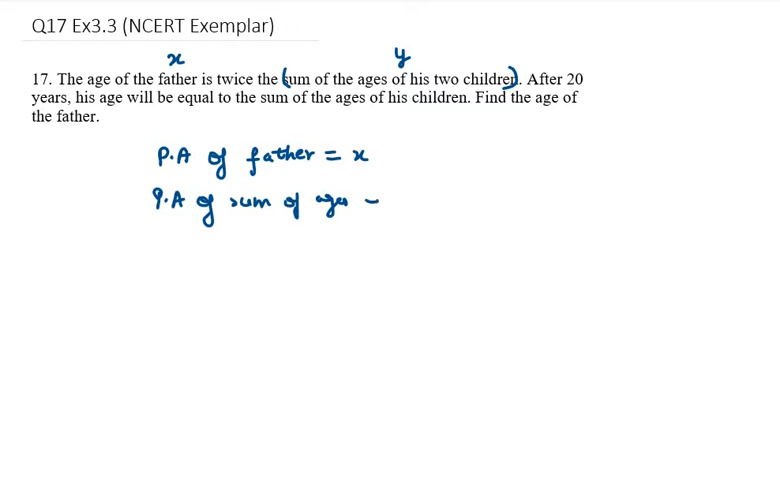 Q17 Ex3.3 (NCERT Exemplar)
x y
17. The age of the father is twice the (sum of the ages of his two children). After 20
years, his age will be equal to the sum of the ages of his children. Find the age of
the father.
P.A of father = x
P.A of sum of ages -